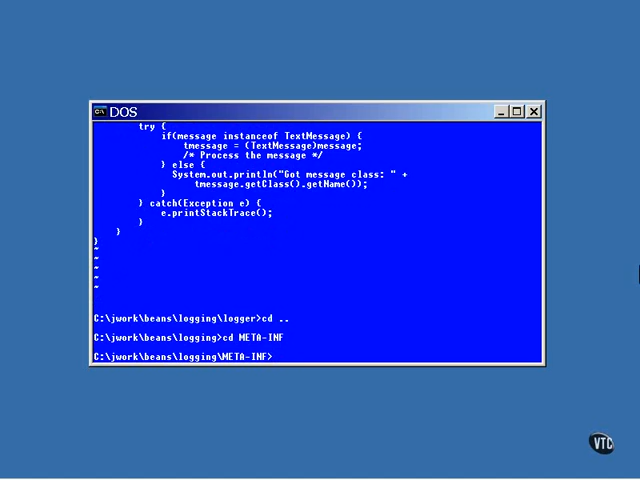 DOS
try {
if(message instanceof TextMessage) {
tmessage = (TextMessage)message;
/* Process the message */
} else {
System.out.println("Got message class: " +
tmessage.getClass().getName());
}
} catch(Exception e) {
e.printStackTrace();
}
}
}
~
~
~
~
~
C:\jwork\beans\logging\logger>cd ..
C:\jwork\beans\logging>cd META-INF
C:\jwork\beans\logging\META-INF>
VTC